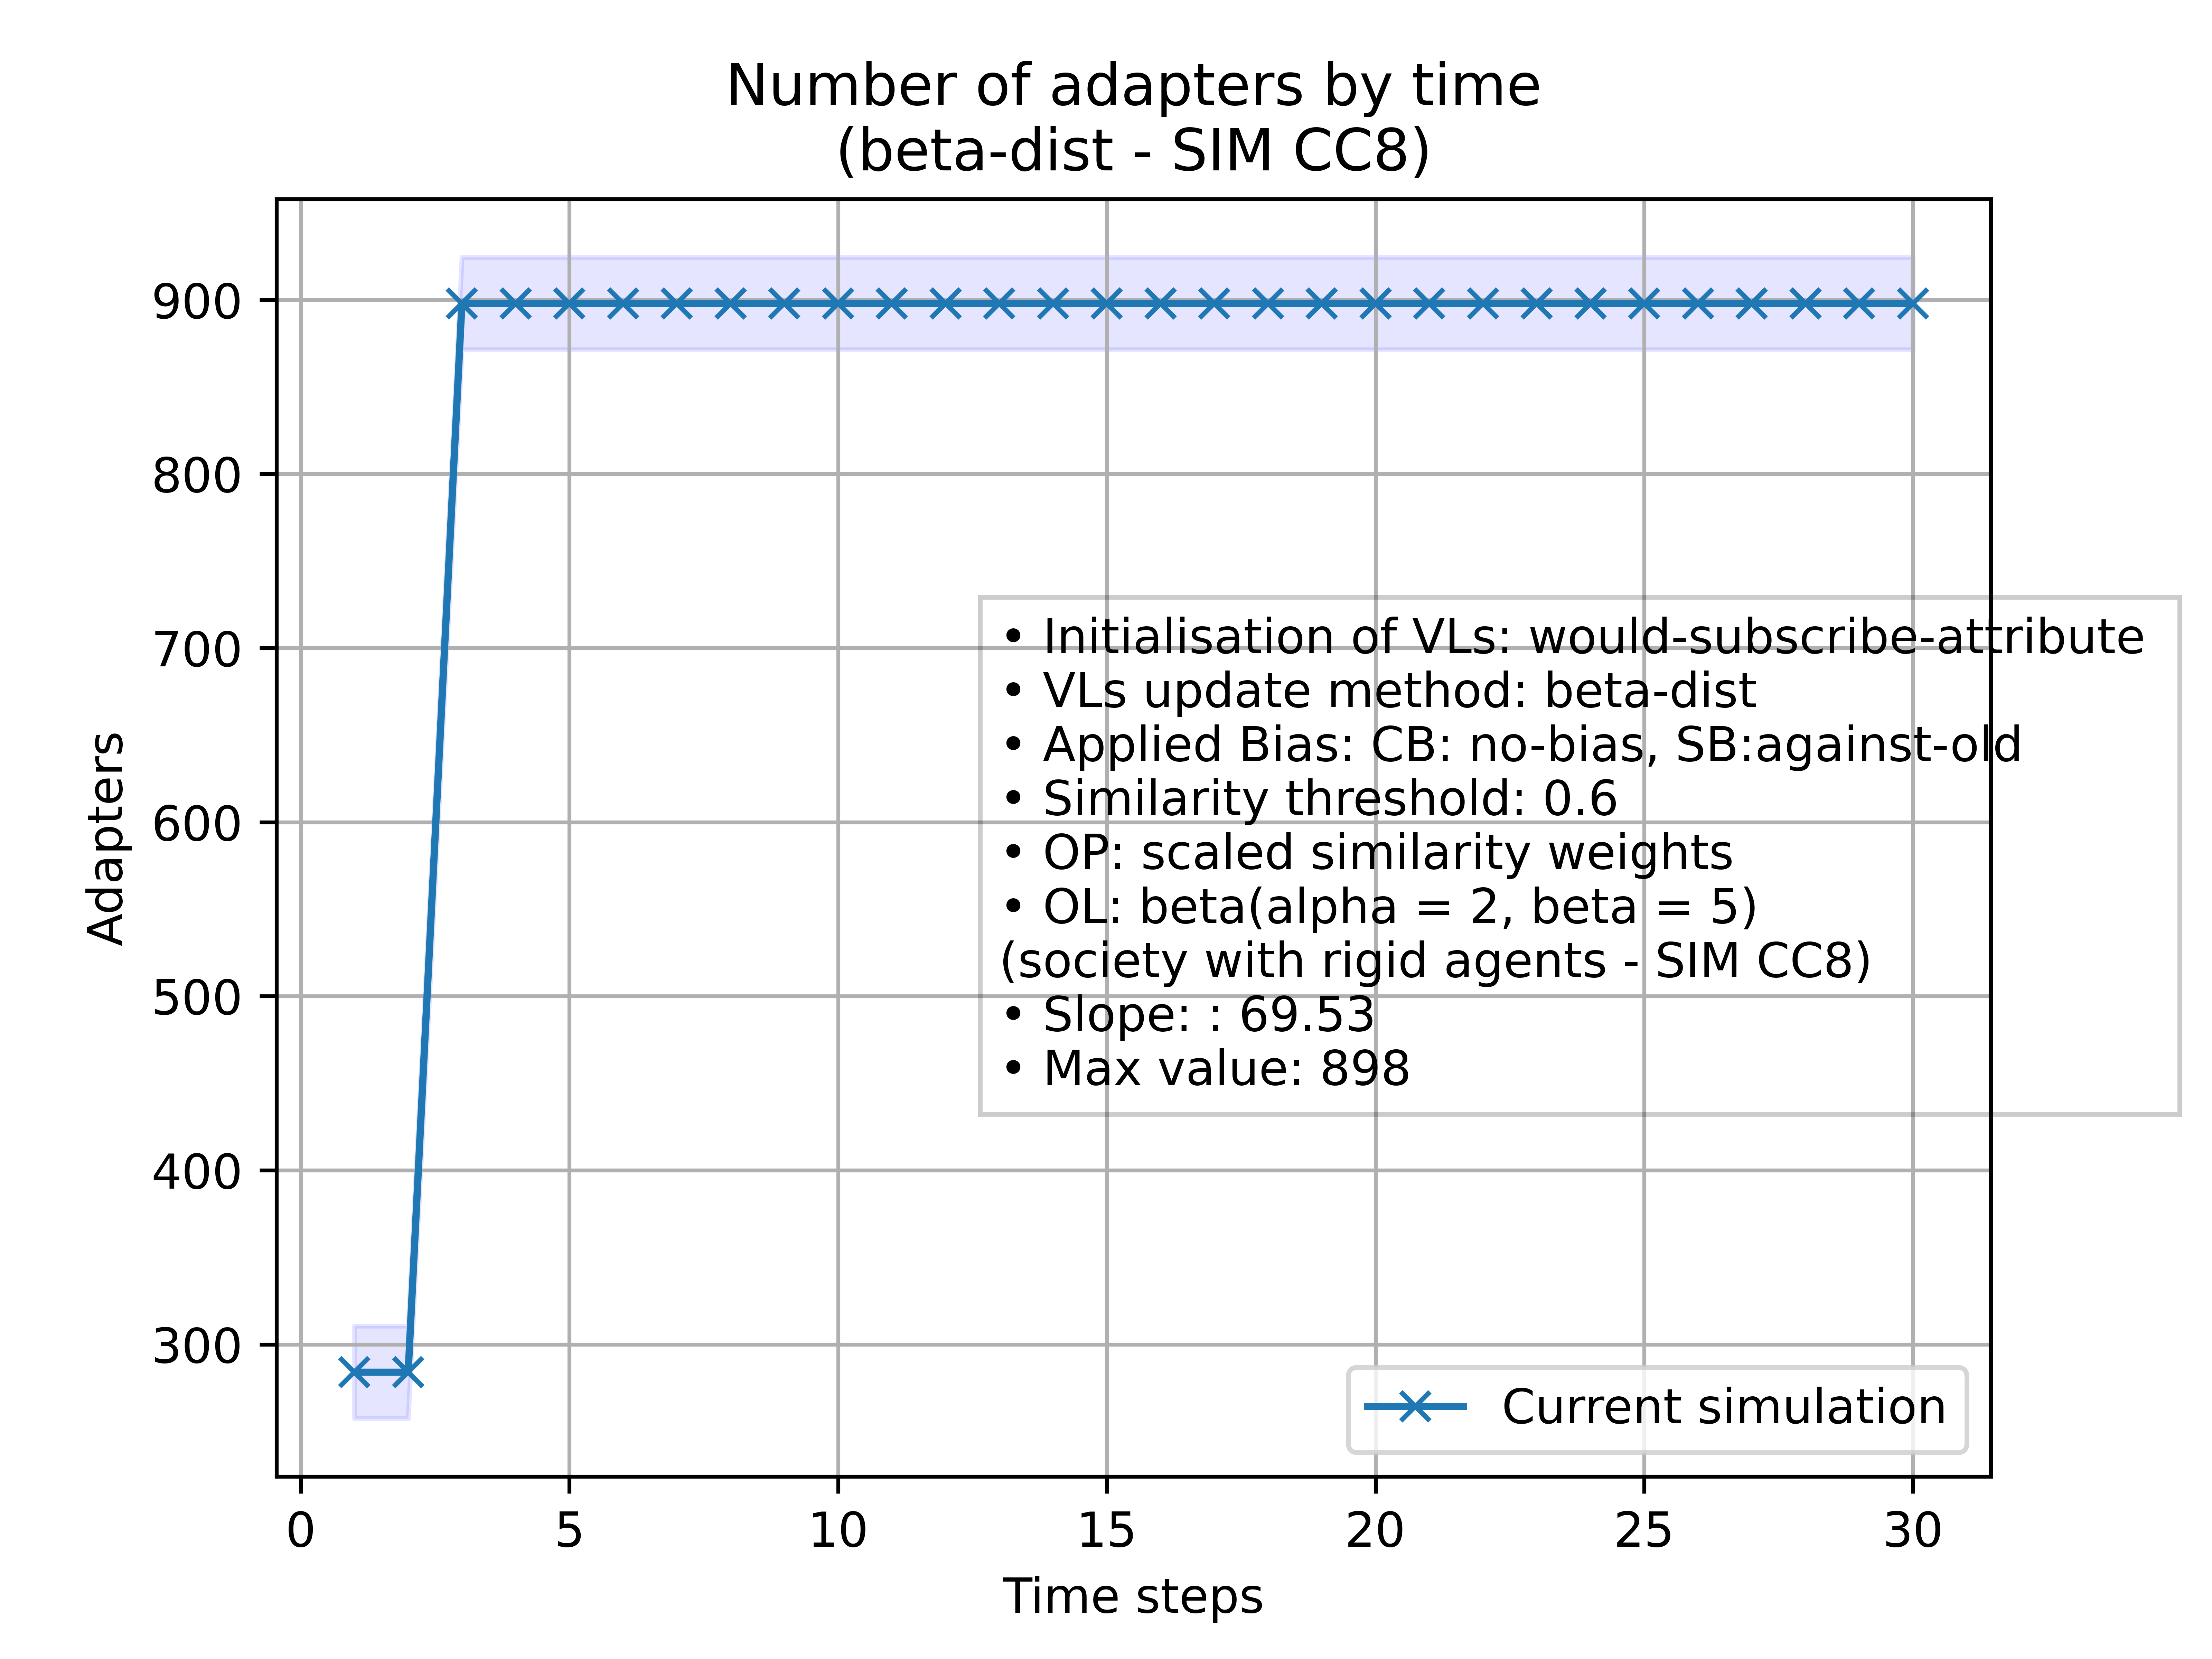 Number of adapters by time
(beta-dist - SIM CC8)
900
800
700
600
500
400
300
Adapters
• Initialisation of VLs: would-subscribe-attribute
• VLs update method: beta-dist
• Applied Bias: CB: no-bias, SB:against-old
• Similarity threshold: 0.6
• OP: scaled similarity weights
• OL: beta(alpha = 2, beta = 5)
(society with rigid agents - SIM CC8)
• Slope: : 69.53
• Max value: 898
Current simulation
0 5 10 15 20 25 30
Time steps